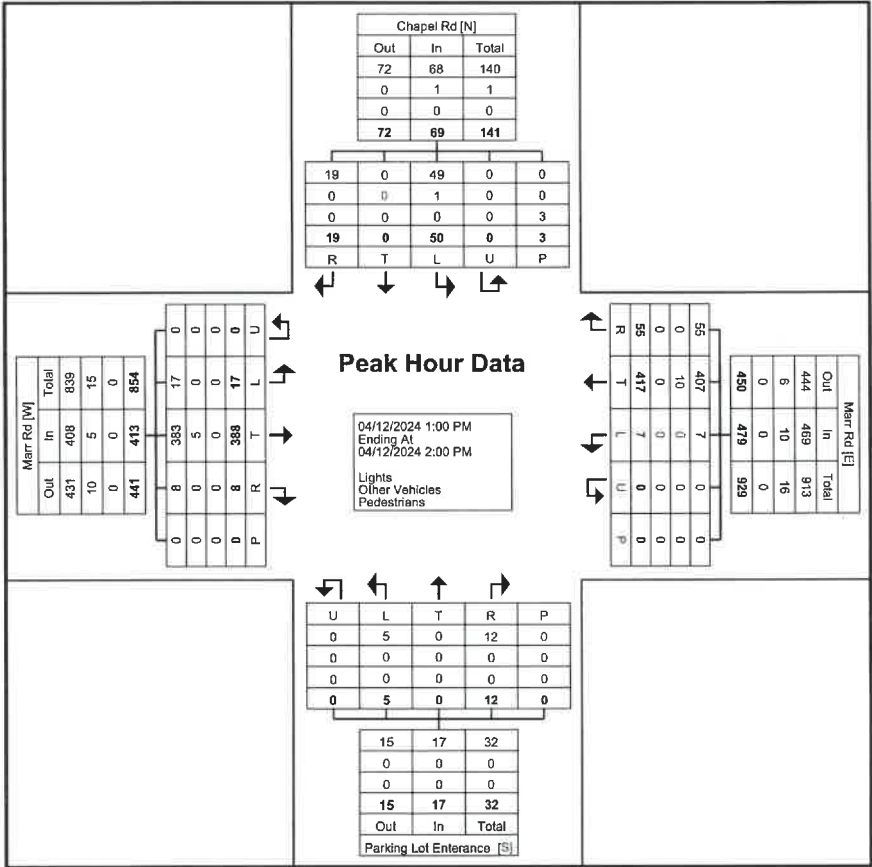 Chapel Rd [N]
Out In Total
72 68 140
0 1 1
0 0 0
72 69 141
19 0 49 0 0
0 0 1 0 0
0 0 0 0 3
19 0 50 0 3
R T L U P
Marr Rd [W]
Total 839 15 0 854
In 408 5 0 413
Out 431 10 0 441
0 0 0 0 U
17 0 0 17 L
383 5 0 388 T
8 0 0 8 R
0 0 0 0 P
Peak Hour Data
04/12/2024 1:00 PM
Ending At
04/12/2024 2:00 PM
Lights
Other Vehicles
Pedestrians
R 55 0 0 55
T 417 0 10 407
L 7 0 0 7
U 0 0 0 0
P 0 0 0 0
Marr Rd [E]
Out 444 6 0 450
In 469 10 0 479
Total 913 16 0 929
U L T R P
0 5 0 12 0
0 0 0 0 0
0 0 0 0 0
0 5 0 12 0
15 17 32
0 0 0
0 0 0
15 17 32
Out In Total
Parking Lot Enterance [S]